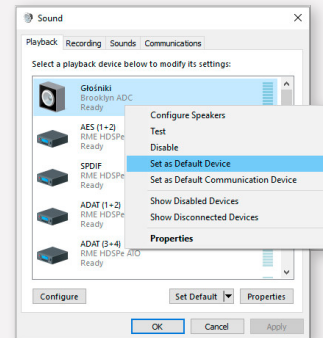 Sound
Playback Recording Sounds Communications
Select a playback device below to modify its settings:
Głośniki
Brooklyn ADC
Ready
AES (1+2)
RME HDSPe
Ready
SPDIF
RME HDSPe
Ready
ADAT (1+2)
RME HDSPe
Ready
ADAT (3+4)
RME HDSPe AIO
Ready
Configure Speakers
Test
Disable
Set as Default Device
Set as Default Communication Device
Show Disabled Devices
Show Disconnected Devices
Properties
Configure Set Default Properties
OK Cancel Apply